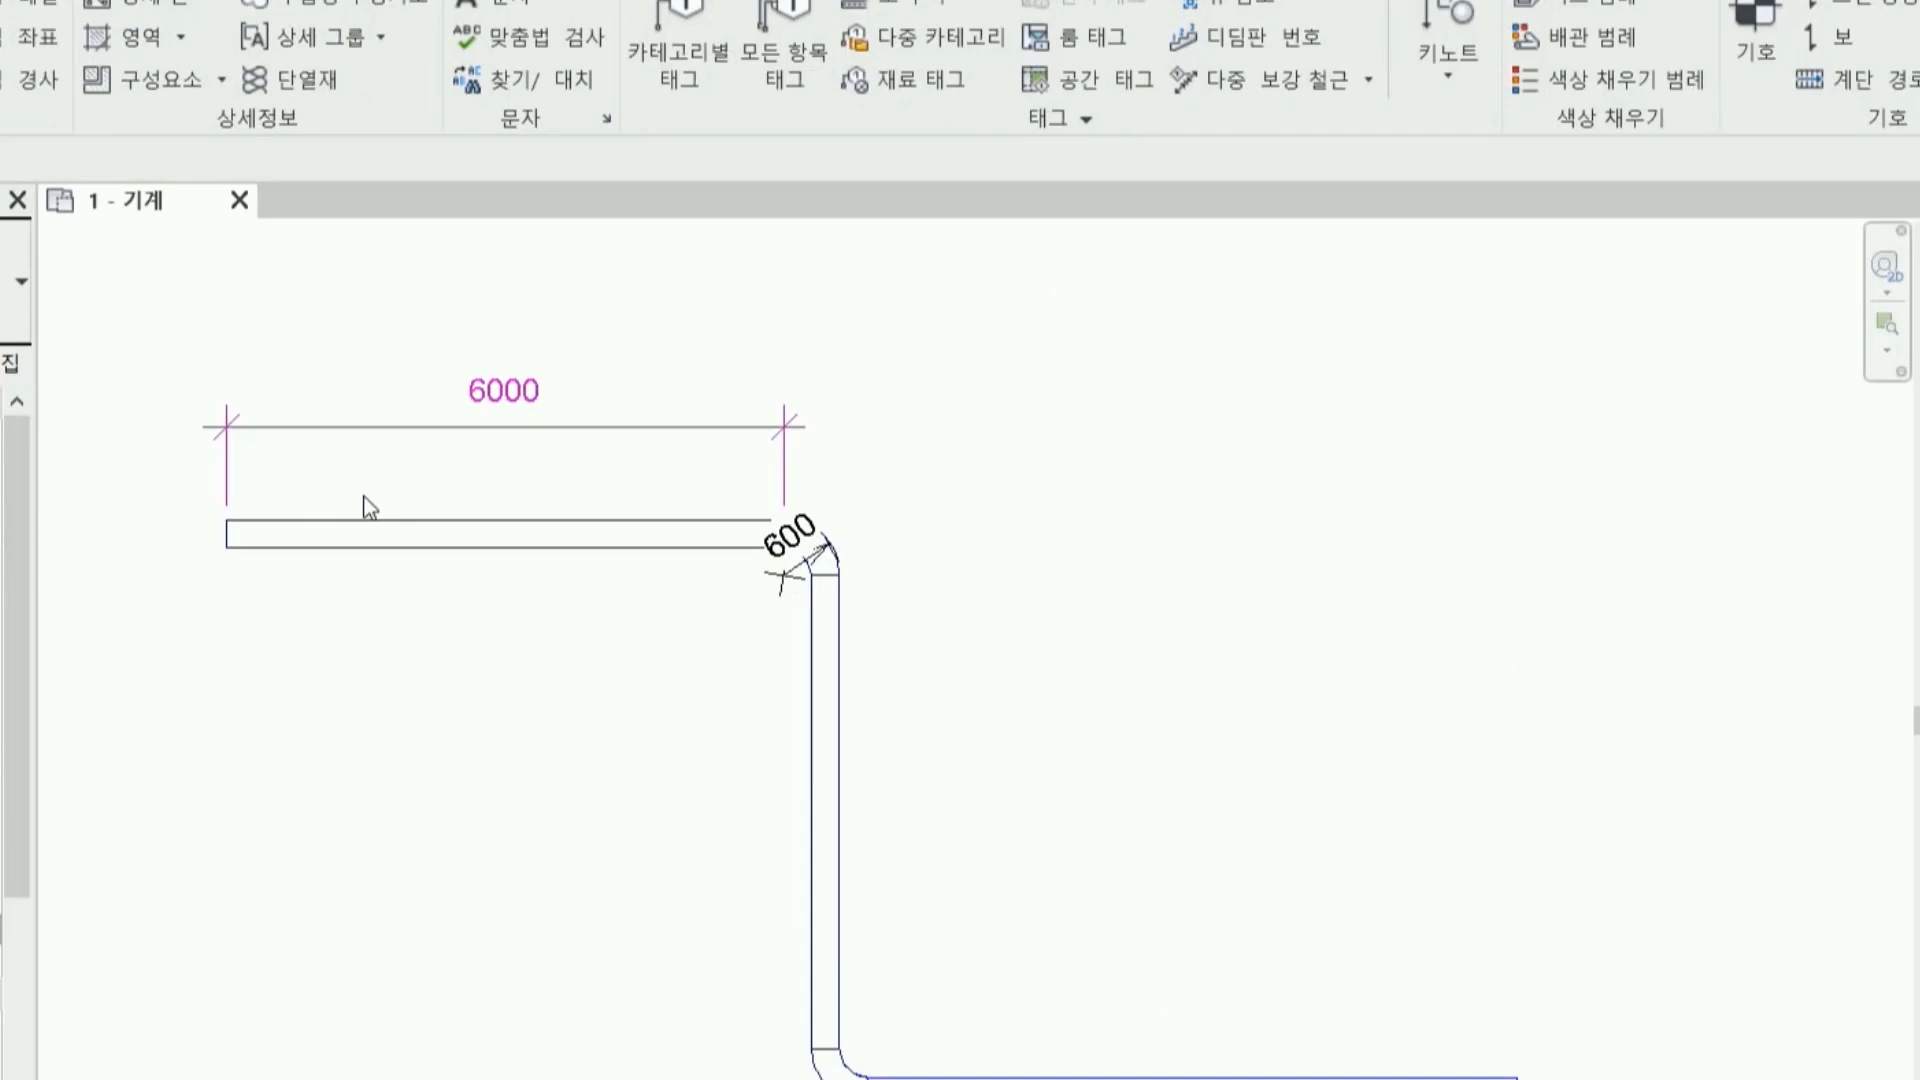 좌표
영역
상세 그룹
맞춤법 검사
카테고리별
태그
모든 항목
태그
다중 카테고리
룸 태그
디딤판 번호
키노트
배관 범례
기호
보
경사
구성요소
단열재
찾기/ 대치
재료 태그
공간 태그
다중 보강 철근
색상 채우기 범례
계단
상세정보
문자
태그
색상 채우기
기호
1 - 기계
2D
집
6000
600